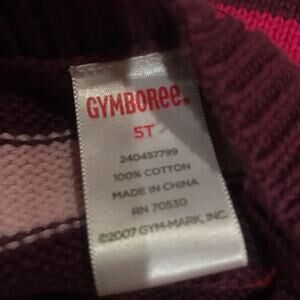 GYMBOREE.
5T
240457799
100% COTTON
MADE IN CHINA
RN 70530
©2007 GYM-MARK, INC.